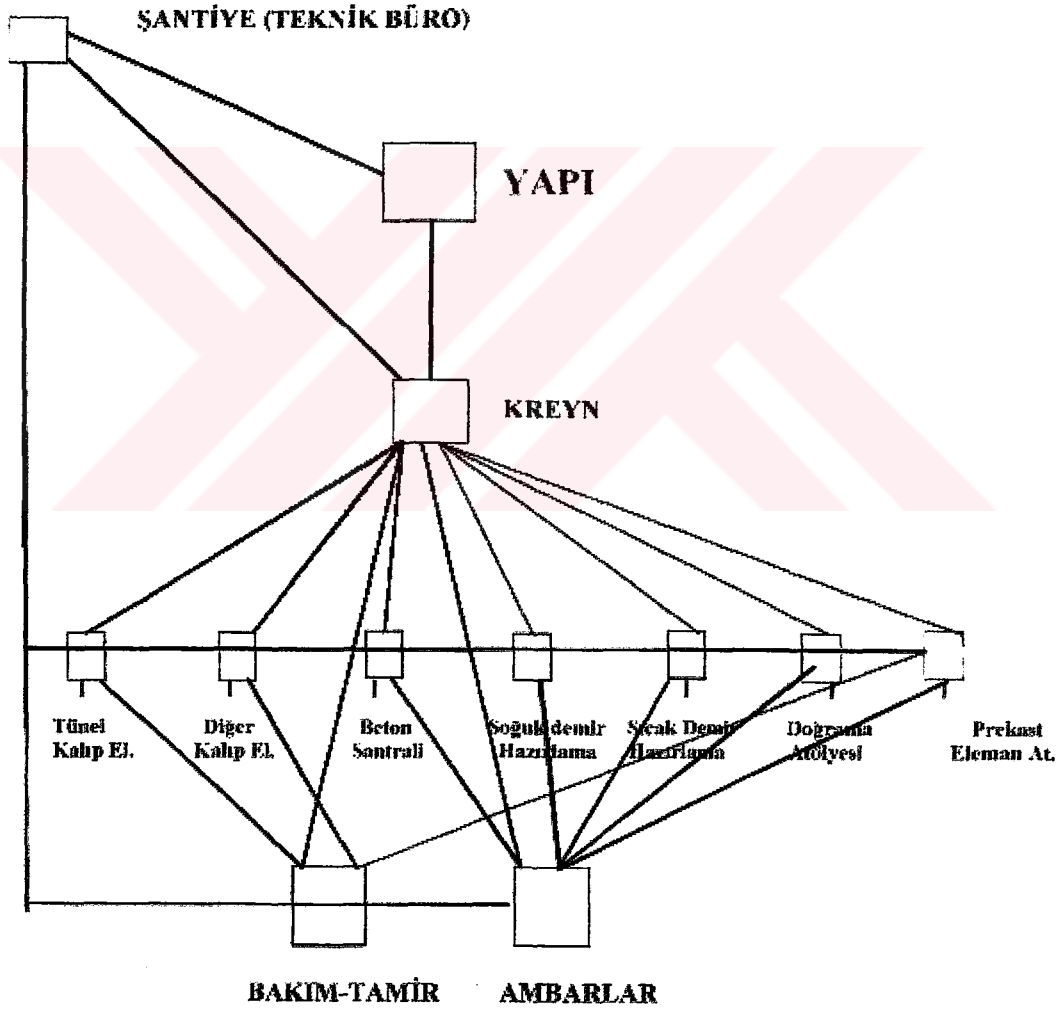 ŞANTİYE (TEKNİK BÜRO)
YAPI
KREYN
Tünel
Kalıp El.
Diğer
Kalıp El.
Beton
Santrali
Soğuk demir
Hazırlama
Sıcak Demir
Hazırlama
Doğrama
Atölyesi
Prekast
Eleman At.
BAKIM-TAMİR
AMBARLAR